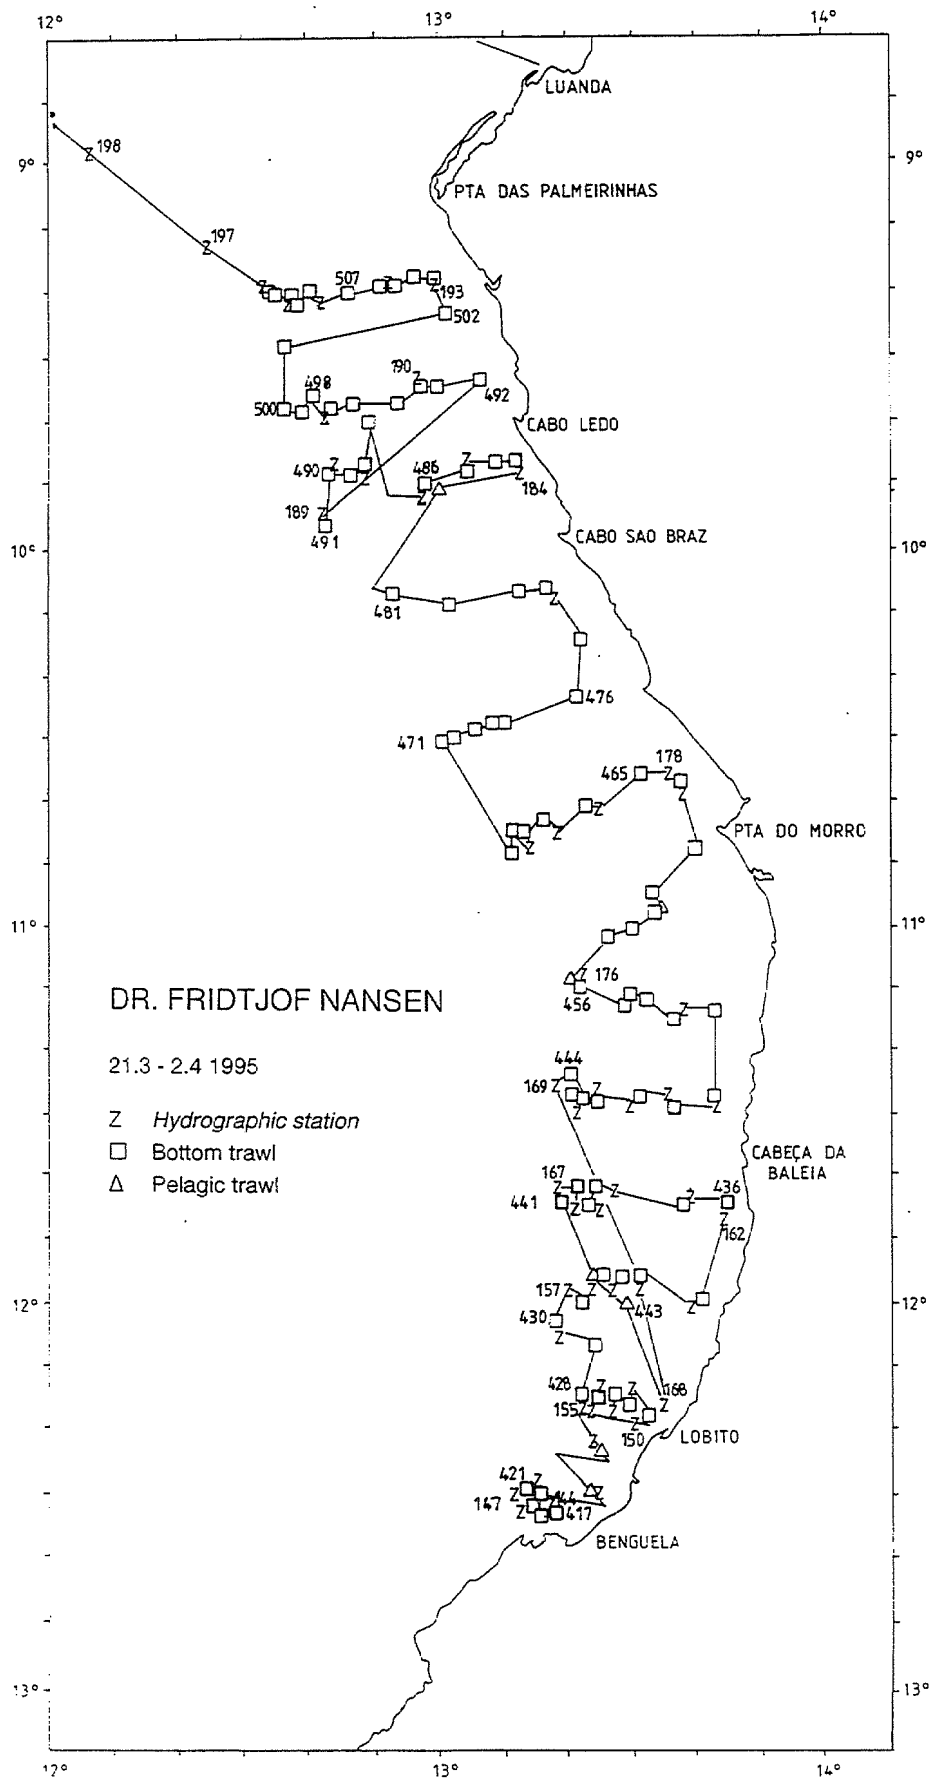 12° 13° 14°
LUANDA
198
9° 9°
PTA DAS PALMEIRINHAS
197
507
193
502
190
498
492
500
CABO LEDO
486
490
184
189
491
CABO SAO BRAZ
10° 10°
481
476
471
178
465
PTA DO MORRO
11° 11°
176
456
DR. FRIDTJOF NANSEN
21.3 - 2.4 1995
Z Hydrographic station
Bottom trawl
Pelagic trawl
444
169
CABEÇA DA
BALEIA
167
436
441
162
157
12° 12°
443
430
428
168
155
150
LOBITO
421
147
417
BENGUELA
13° 13°
12° 13° 14°